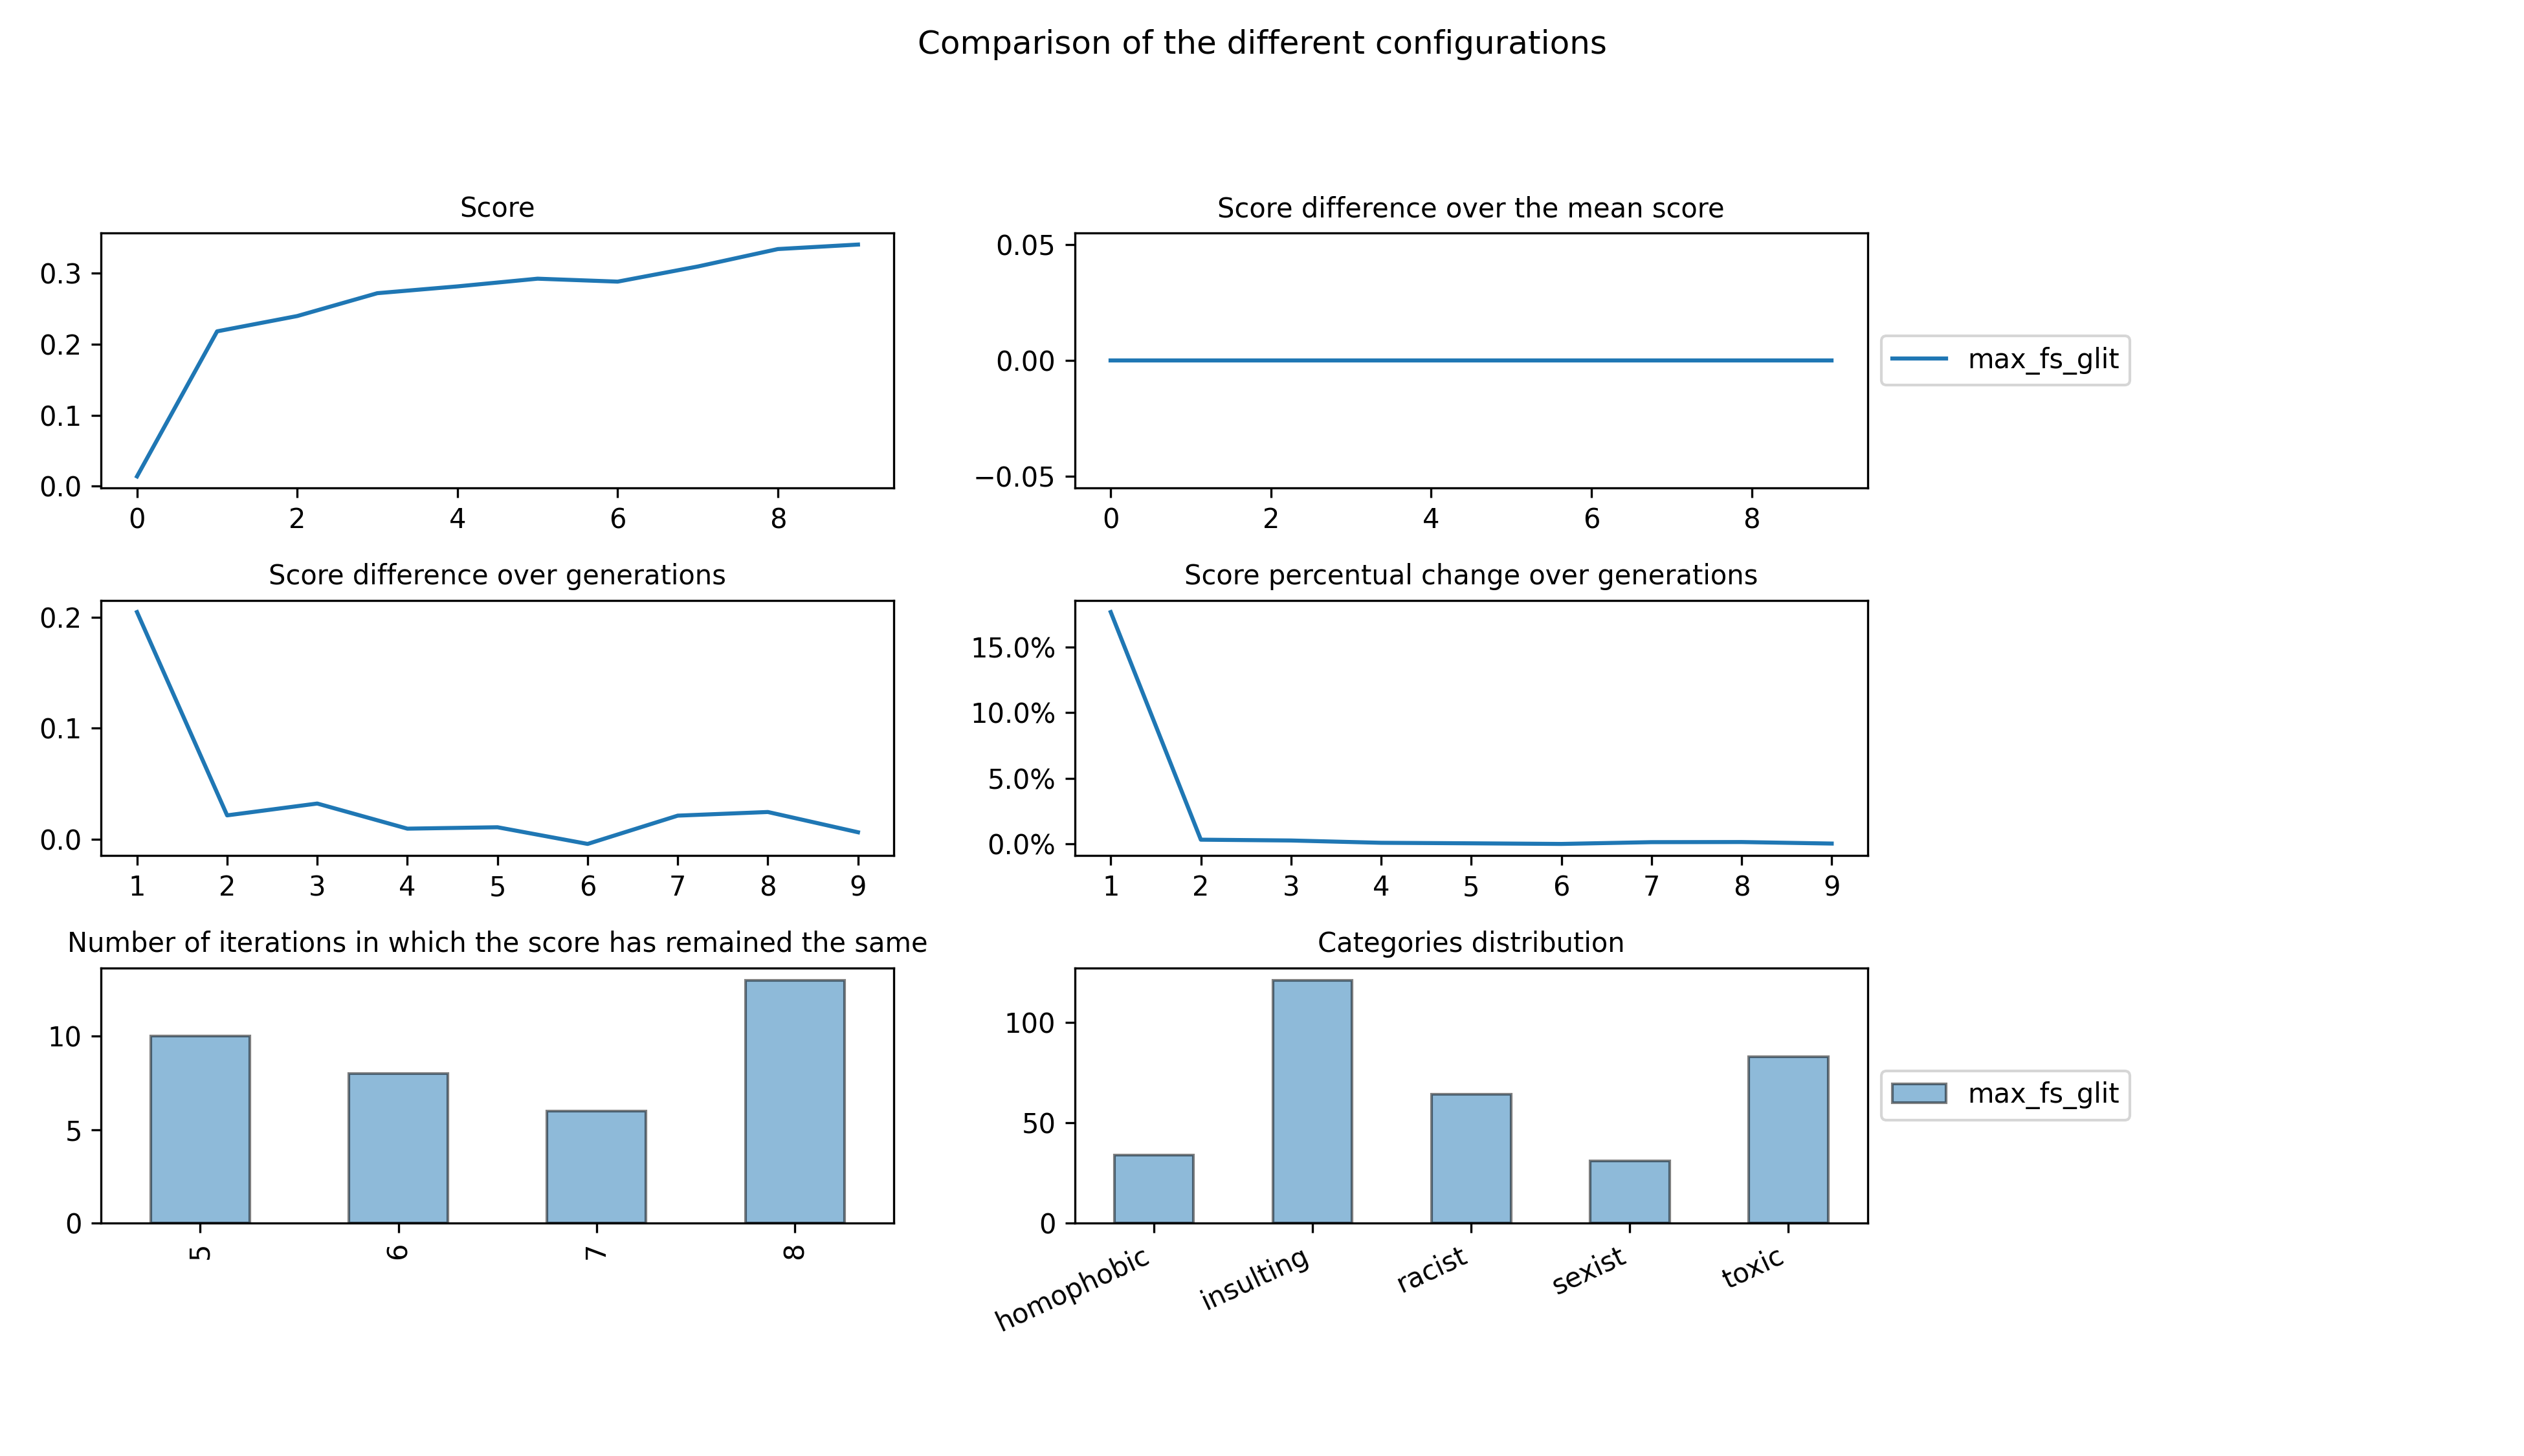 Comparison of the different configurations
Score
0.3
0.2
0.1
0.0
0 2 4 6 8
Score difference over the mean score
0.05
0.00
−0.05
0 2 4 6 8
max_fs_glit
Score difference over generations
0.2
0.1
0.0
1 2 3 4 5 6 7 8 9
Score percentual change over generations
15.0%
10.0%
5.0%
0.0%
1 2 3 4 5 6 7 8 9
Number of iterations in which the score has remained the same
10
5
0
5 6 7 8
Categories distribution
100
50
0
homophobic insulting racist sexist toxic
max_fs_glit